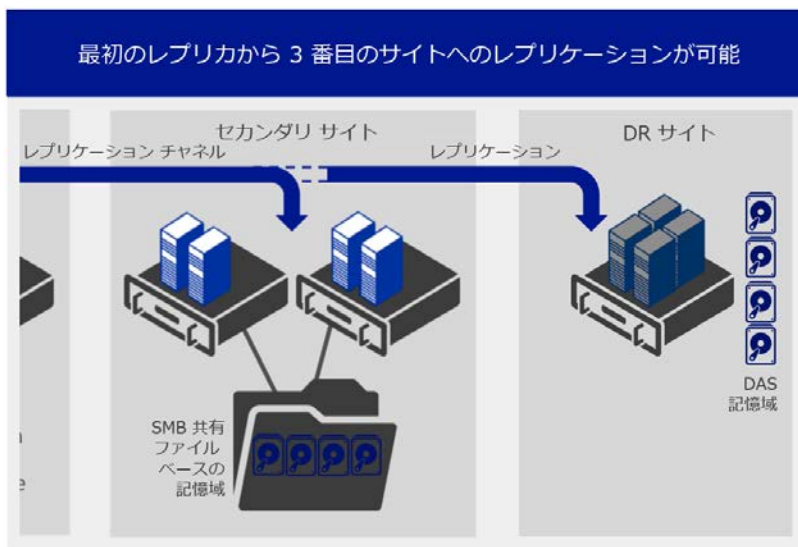 最初のレプリカから 3 番目のサイトへのレプリケーションが可能
セカンダリ サイト
DR サイト
レプリケーション チャネル
レプリケーション
DAS
記憶域
SMB 共有
ファイル
ベースの
記憶域